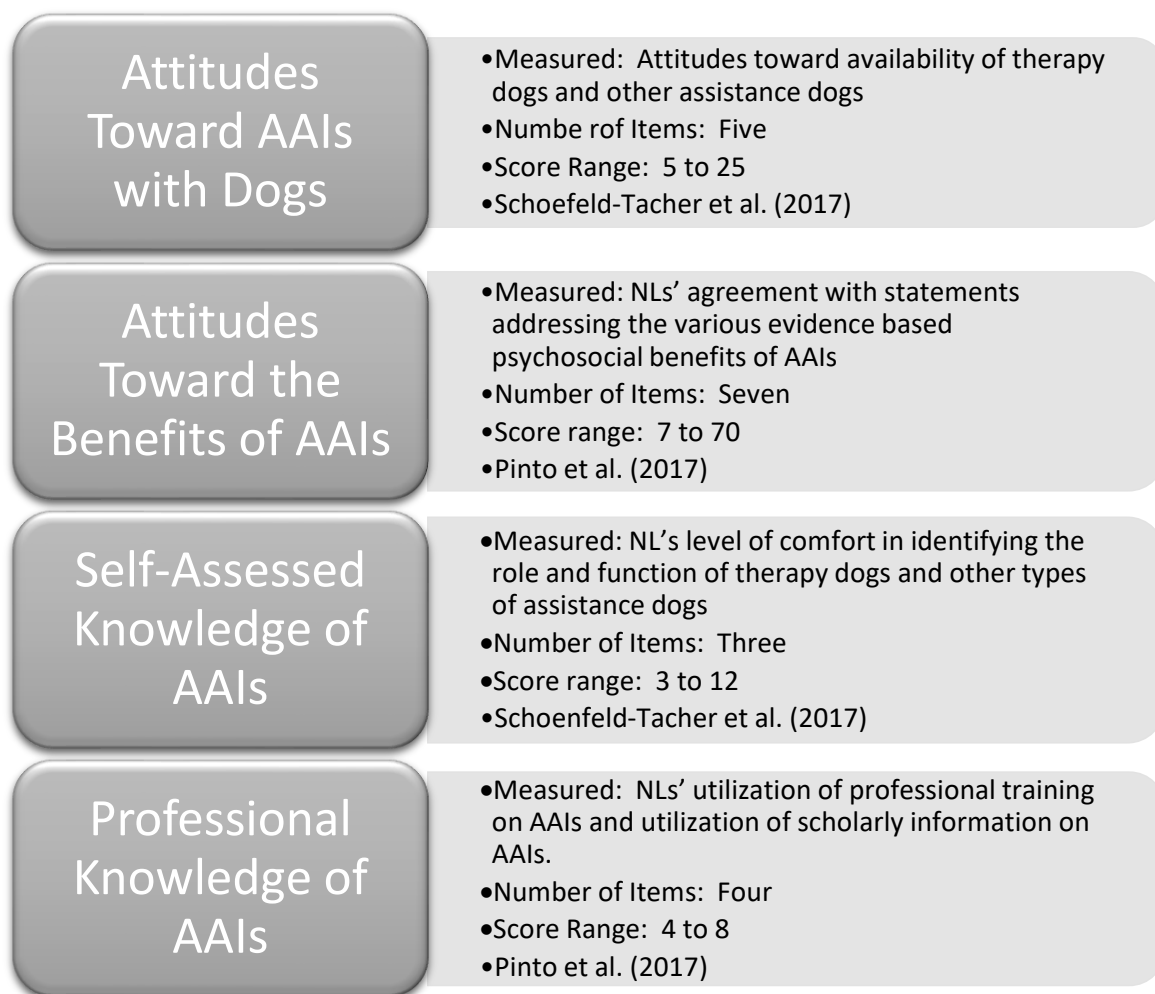 Attitudes
Toward AAIs
with Dogs
•Measured:  Attitudes toward availability of therapy
dogs and other assistance dogs
•Numbe rof Items:  Five
•Score Range:  5 to 25
•Schoefeld-Tacher et al. (2017)
Attitudes
Toward the
Benefits of AAIs
•Measured: NLs’ agreement with statements
addressing the various evidence based
psychosocial benefits of AAIs
•Number of Items:  Seven
•Score range:  7 to 70
•Pinto et al. (2017)
Self-Assessed
Knowledge of
AAIs
•Measured: NL’s level of comfort in identifying the
role and function of therapy dogs and other types
of assistance dogs
•Number of Items:  Three
•Score range:  3 to 12
•Schoenfeld-Tacher et al. (2017)
Professional
Knowledge of
AAIs
•Measured:  NLs’ utilization of professional training
on AAIs and utilization of scholarly information on
AAIs.
•Number of Items:  Four
•Score Range:  4 to 8
•Pinto et al. (2017)